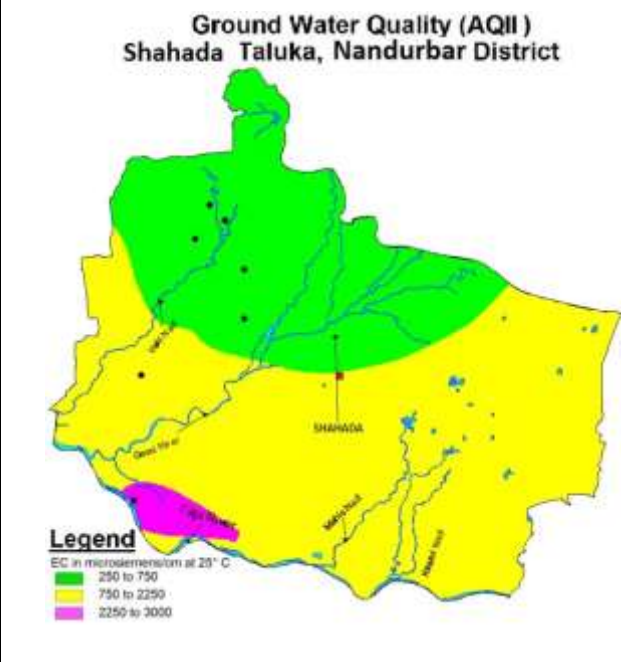 Ground Water Quality (AQII )
Shahada Taluka, Nandurbar District
SHAHADA
River
Legend
EC in microsiemens/cm at 25° C
250 to 750
750 to 2250
2250 to 3000